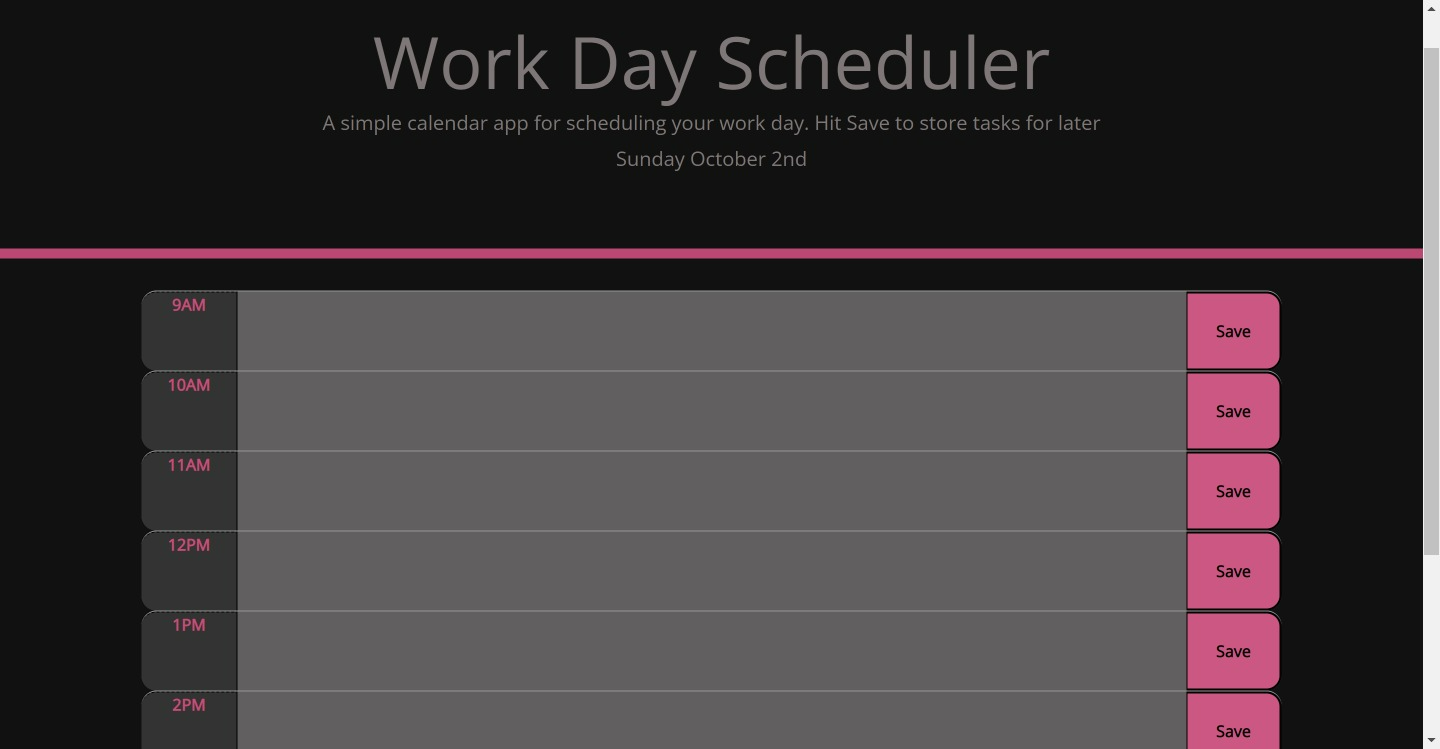 Work Day Scheduler
A simple calendar app for scheduling your work day. Hit Save to store tasks for later
Sunday October 2nd
9AM
Save
10AM
Save
11AM
Save
12PM
Save
1PM
Save
2PM
Save